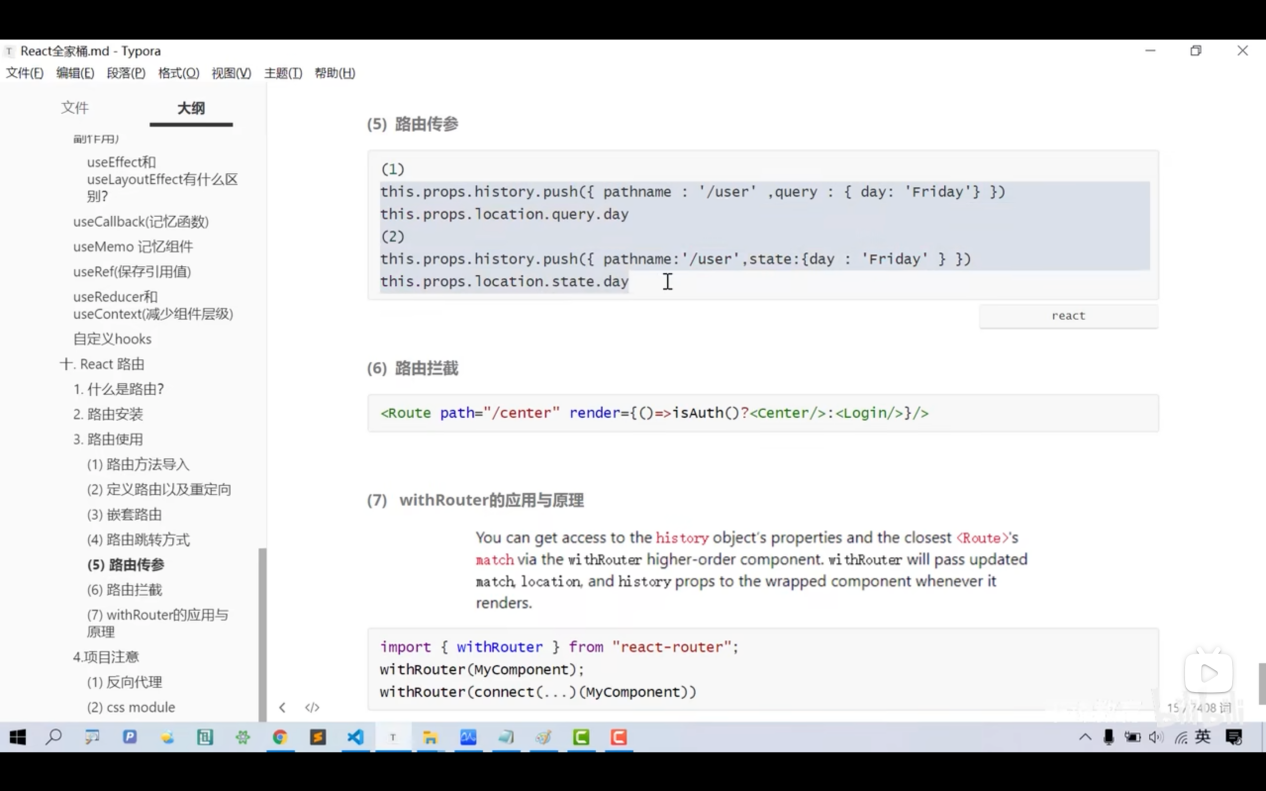 React全家桶.md - Typora
文件(F) 编辑(E) 段落(P) 格式(O) 视图(V) 主题(T) 帮助(H)
文件 大纲
副作用)
useEffect和
useLayoutEffect有什么区
别?
useCallback(记忆函数)
useMemo 记忆组件
useRef(保存引用值)
useReducer和
useContext(减少组件层级)
自定义hooks
十. React 路由
1. 什么是路由?
2. 路由安装
3. 路由使用
(1) 路由方法导入
(2) 定义路由以及重定向
(3) 嵌套路由
(4) 路由跳转方式
(5) 路由传参
(6) 路由拦截
(7) withRouter的应用与
原理
4.项目注意
(1) 反向代理
(2) css module
(5) 路由传参
(1)
this.props.history.push({ pathname : '/user' ,query : { day: 'Friday'} })
this.props.location.query.day
(2)
this.props.history.push({ pathname:'/user',state:{day : 'Friday' } })
this.props.location.state.day
react
(6) 路由拦截
<Route path="/center" render={()=>isAuth()?<Center/>:<Login/>}/>
(7) withRouter的应用与原理
You can get access to the history object's properties and the closest <Route>'s
match via the withRouter higher-order component. withRouter will pass updated
match, location, and history props to the wrapped component whenever it
renders.
import { withRouter } from "react-router";
withRouter(MyComponent);
withRouter(connect(...)(MyComponent))
15 / 7408 词
bilibili
英